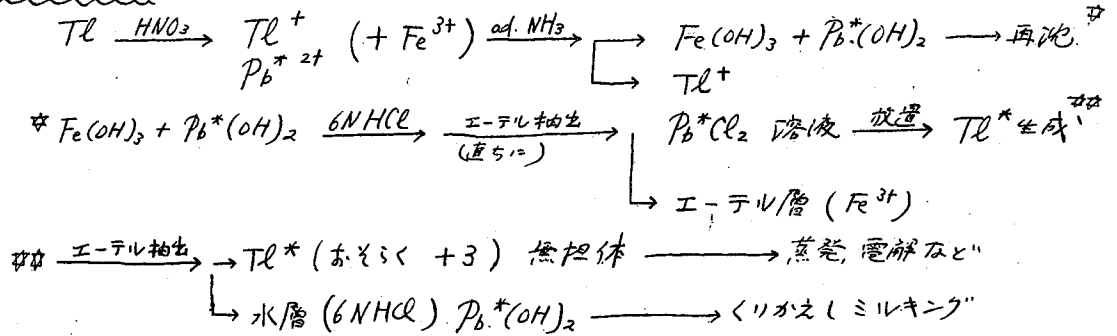 Tl —HNO₃→ Tl⁺ (+ Fe³⁺) —ad. NH₃→ → Fe(OH)₃ + Pb*(OH)₂ → 再沈☆
Pb*²⁺ → Tl⁺
☆ Fe(OH)₃ + Pb*(OH)₂ —6NHCl→ —エーテル抽出 (直ちに)→ Pb*Cl₂ 溶液 —放置→ Tl* 生成☆☆
→ エーテル層 (Fe³⁺)
☆☆ —エーテル抽出→ → Tl* (おそらく +3) 無担体 → 蒸発, 電解など
→ 水層 (6NHCl) Pb*(OH)₂ → くりかえしミルキング